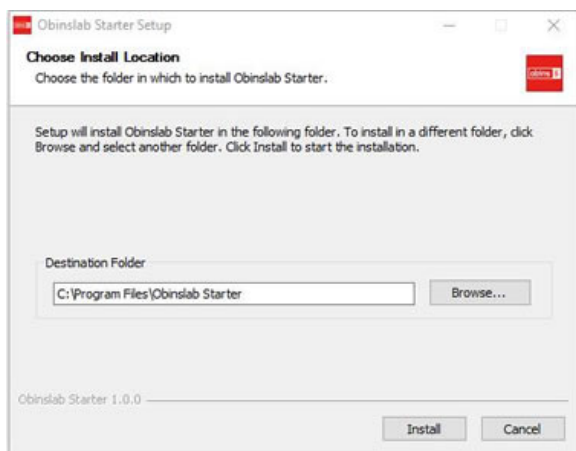 Obinslab Starter Setup
Choose Install Location
Choose the folder in which to install Obinslab Starter.
obins
Setup will install Obinslab Starter in the following folder. To install in a different folder, click
Browse and select another folder. Click Install to start the installation.
Destination Folder
C:\Program Files\Obinslab Starter
Browse...
Obinslab Starter 1.0.0
Install
Cancel